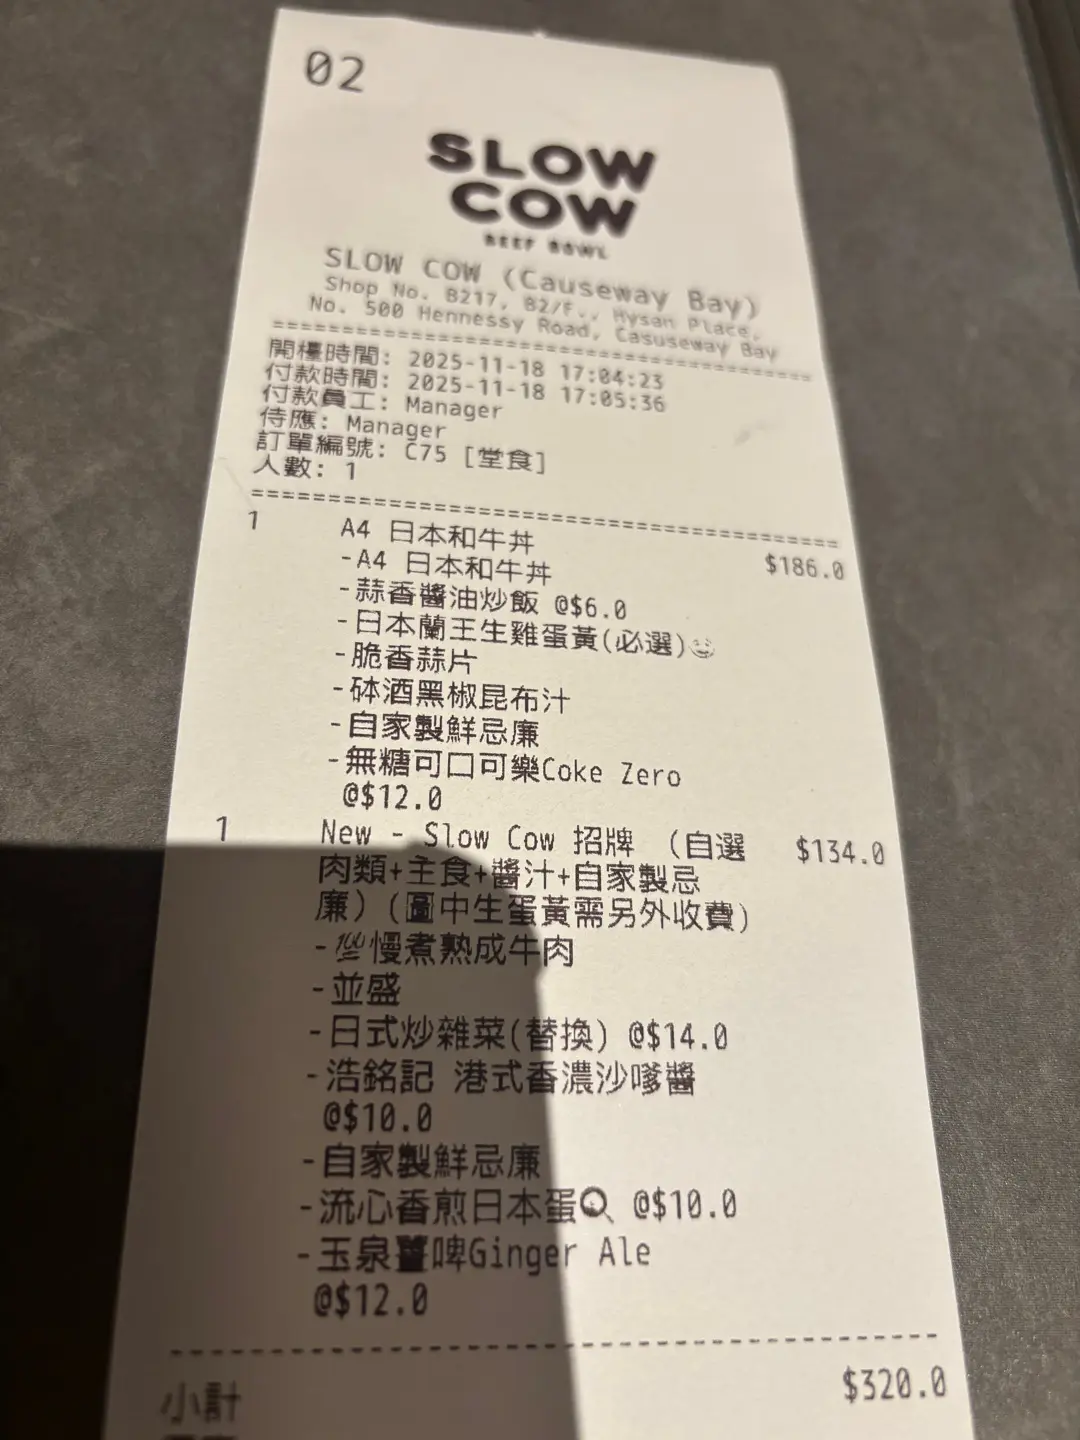 02
SLOW
COW
BEEF BOWL
SLOW COW (Causeway Bay)
Shop No. B217, B2/F., Hysan Place,
No. 500 Hennessy Road, Casuseway Bay
開檯時間: 2025-11-18 17:04:23
付款時間: 2025-11-18 17:05:36
付款員工: Manager
侍應: Manager
訂單編號: C75 [堂食]
人數: 1
1 A4 日本和牛丼 $186.0
-A4 日本和牛丼
-蒜香醬油炒飯 @$6.0
-日本蘭王生雞蛋黃(必選)
-脆香蒜片
-砵酒黑椒昆布汁
-自家製鮮忌廉
-無糖可口可樂Coke Zero
@$12.0
1 New - Slow Cow 招牌 （自選 $134.0
肉類+主食+醬汁+自家製忌
廉）(圖中生蛋黃需另外收費)
-💯慢煮熟成牛肉
-並盛
-日式炒雜菜(替換) @$14.0
-浩銘記 港式香濃沙嗲醬
@$10.0
-自家製鮮忌廉
-流心香煎日本蛋🍳 @$10.0
-玉泉薑啤Ginger Ale
@$12.0
小計 $320.0